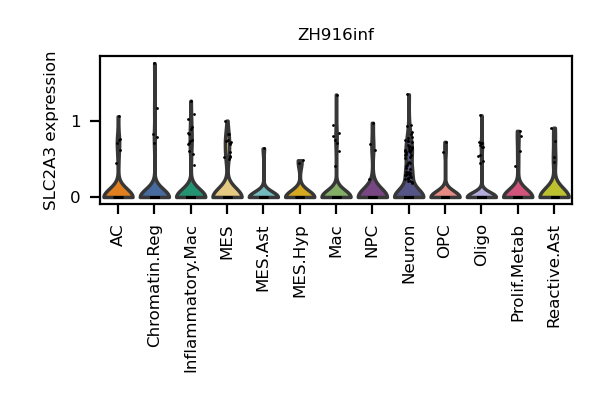 ZH916inf
SLC2A3 expression
1
0
AC
Chromatin.Reg
Inflammatory.Mac
MES
MES.Ast
MES.Hyp
Mac
NPC
Neuron
OPC
Oligo
Prolif.Metab
Reactive.Ast